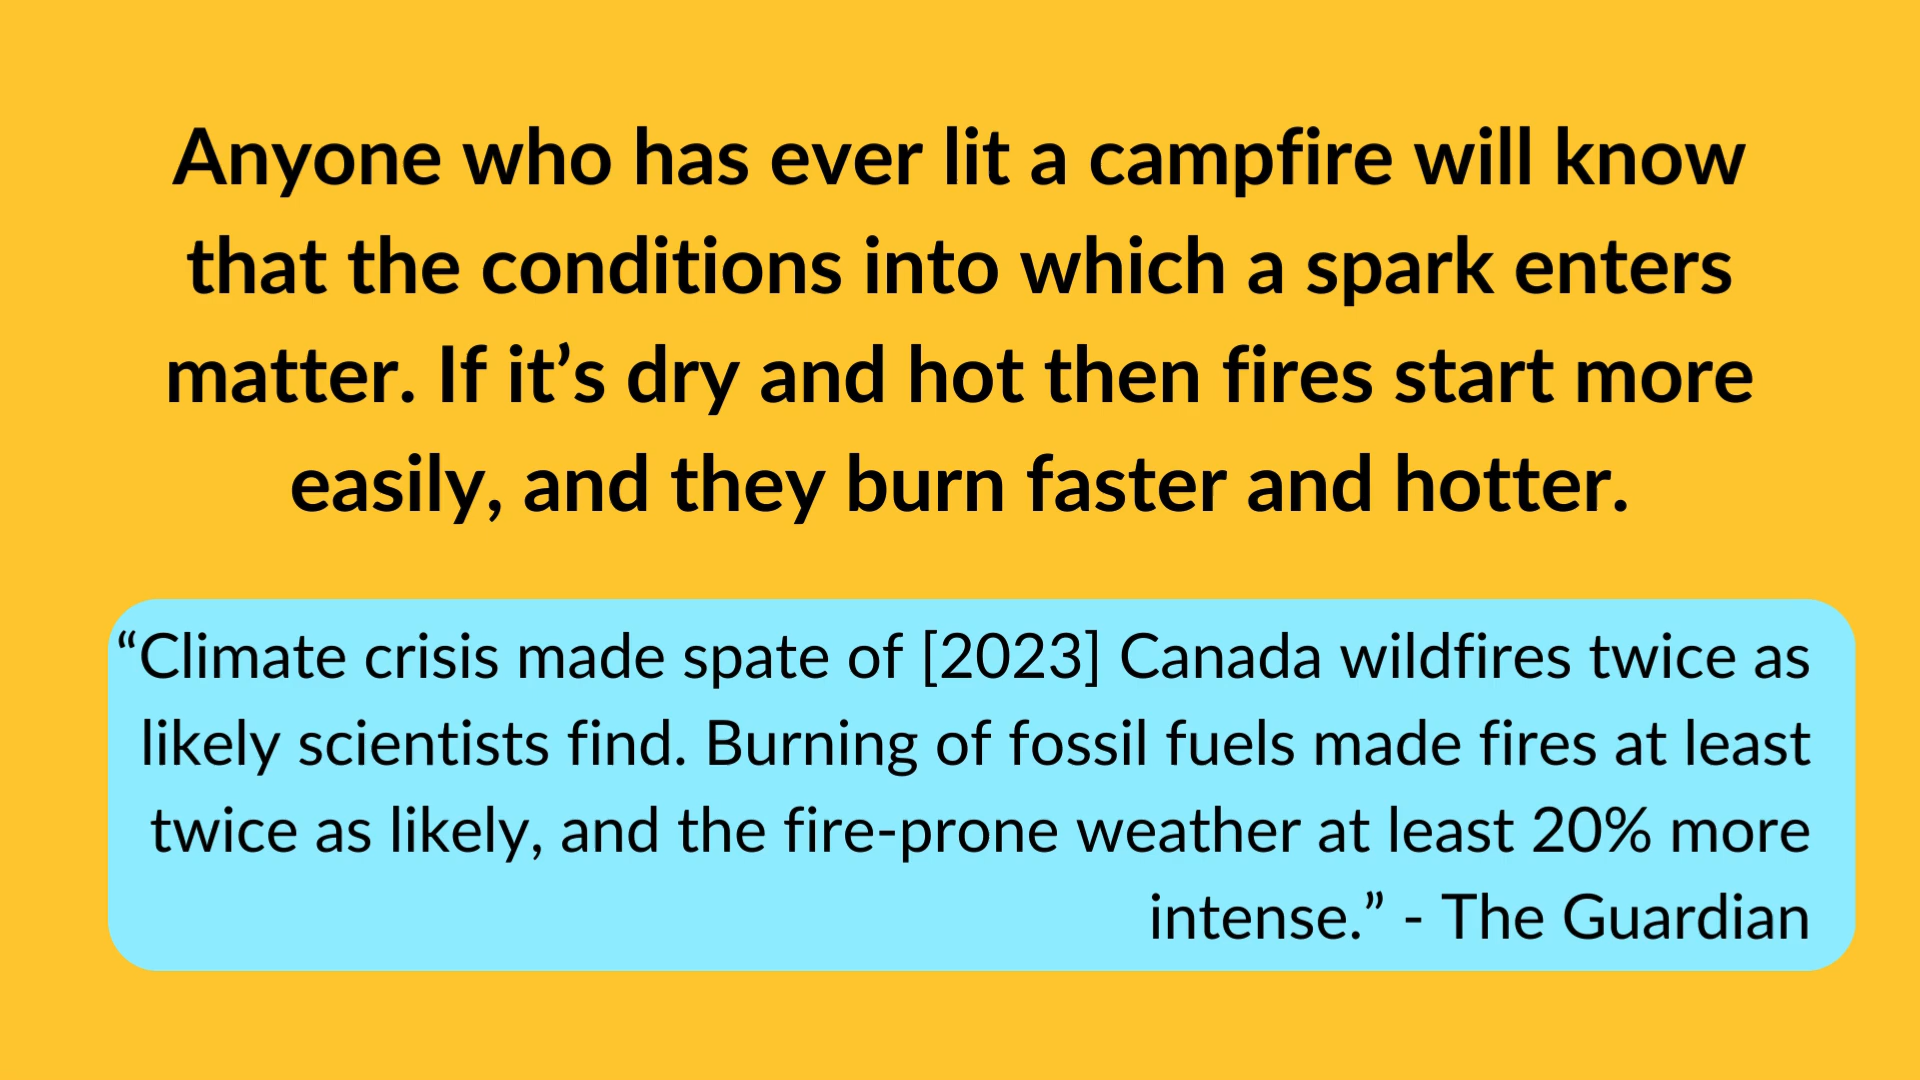 Anyone who has ever lit a campfire will know
that the conditions into which a spark enters
matter. If it’s dry and hot then fires start more
easily, and they burn faster and hotter.
“Climate crisis made spate of [2023] Canada wildfires twice as
likely scientists find. Burning of fossil fuels made fires at least
twice as likely, and the fire-prone weather at least 20% more
intense.” - The Guardian